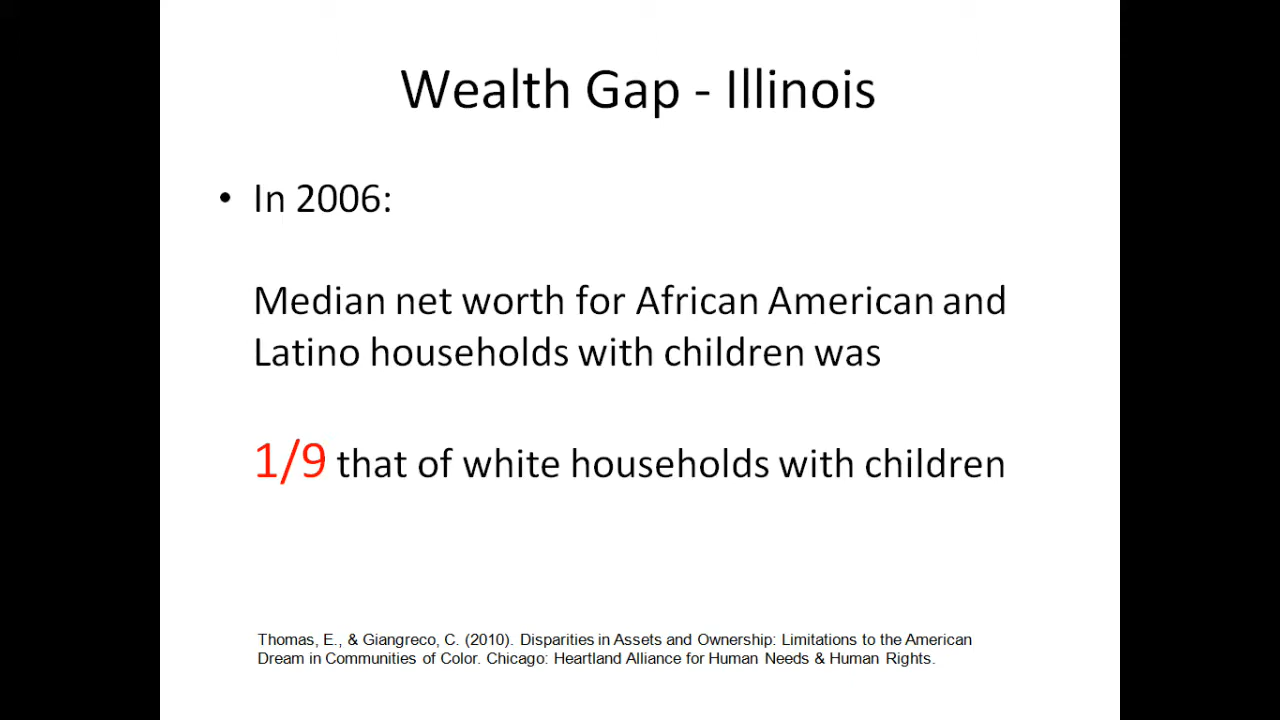 Wealth Gap - Illinois
• In 2006:
Median net worth for African American and
Latino households with children was
1/9 that of white households with children
Thomas, E., & Giangreco, C. (2010). Disparities in Assets and Ownership: Limitations to the American
Dream in Communities of Color. Chicago: Heartland Alliance for Human Needs & Human Rights.